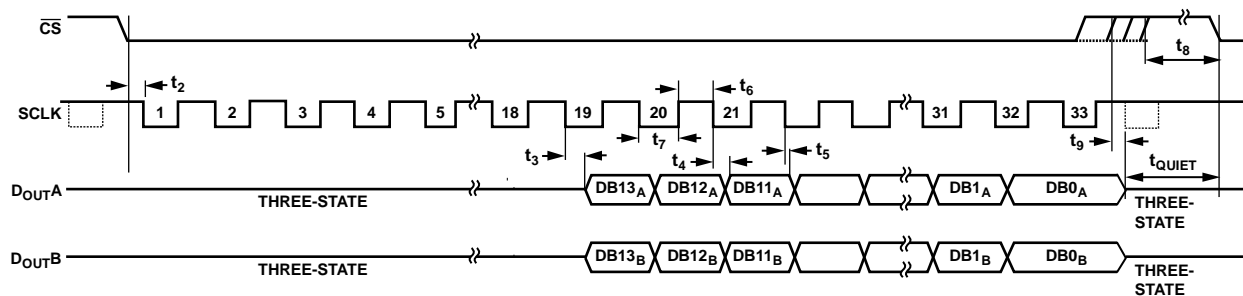 CS
t8
t2
t6
SCLK
1 2 3 4 5 18 19 20 21 31 32 33
t3
t7
t4
t5
t9
tQUIET
DOUTA
THREE-STATE
DB13A DB12A DB11A DB1A DB0A
THREE-
STATE
DOUTB
THREE-STATE
DB13B DB12B DB11B DB1B DB0B
THREE-
STATE